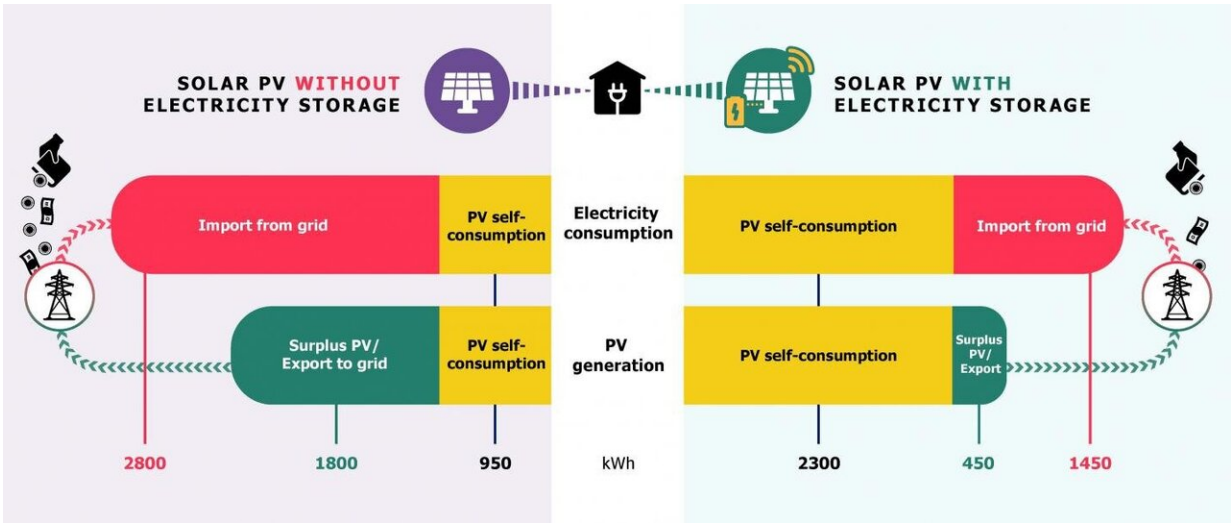 SOLAR PV WITHOUT
ELECTRICITY STORAGE
SOLAR PV WITH
ELECTRICITY STORAGE
Import from grid
PV self-
consumption
Electricity
consumption
PV self-consumption
Import from grid
Surplus PV/
Export to grid
PV self-
consumption
PV
generation
PV self-consumption
Surplus
PV/
Export
2800
1800
950
kWh
2300
450
1450